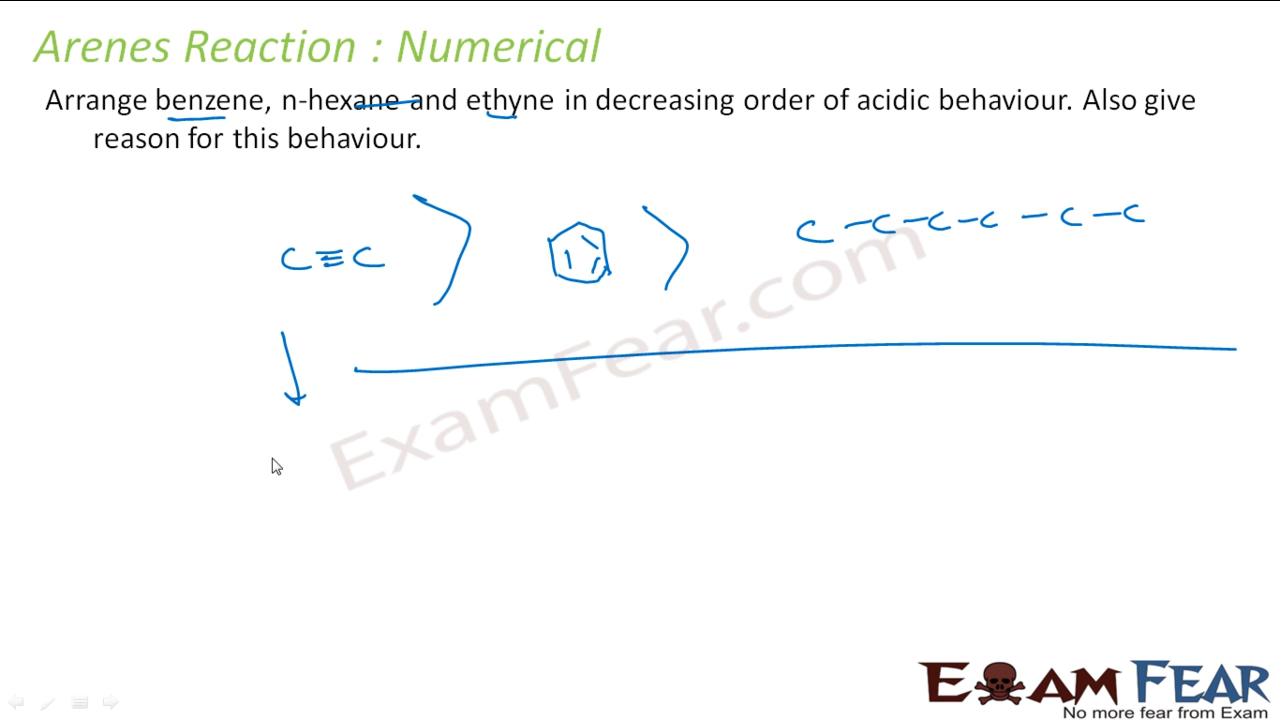 Arenes Reaction : Numerical
Arrange benzene, n-hexane and ethyne in decreasing order of acidic behaviour. Also give
reason for this behaviour.
C≡C > > C-C-C-C-C-C
ExamFear.com
EXAM FEAR
No more fear from Exam